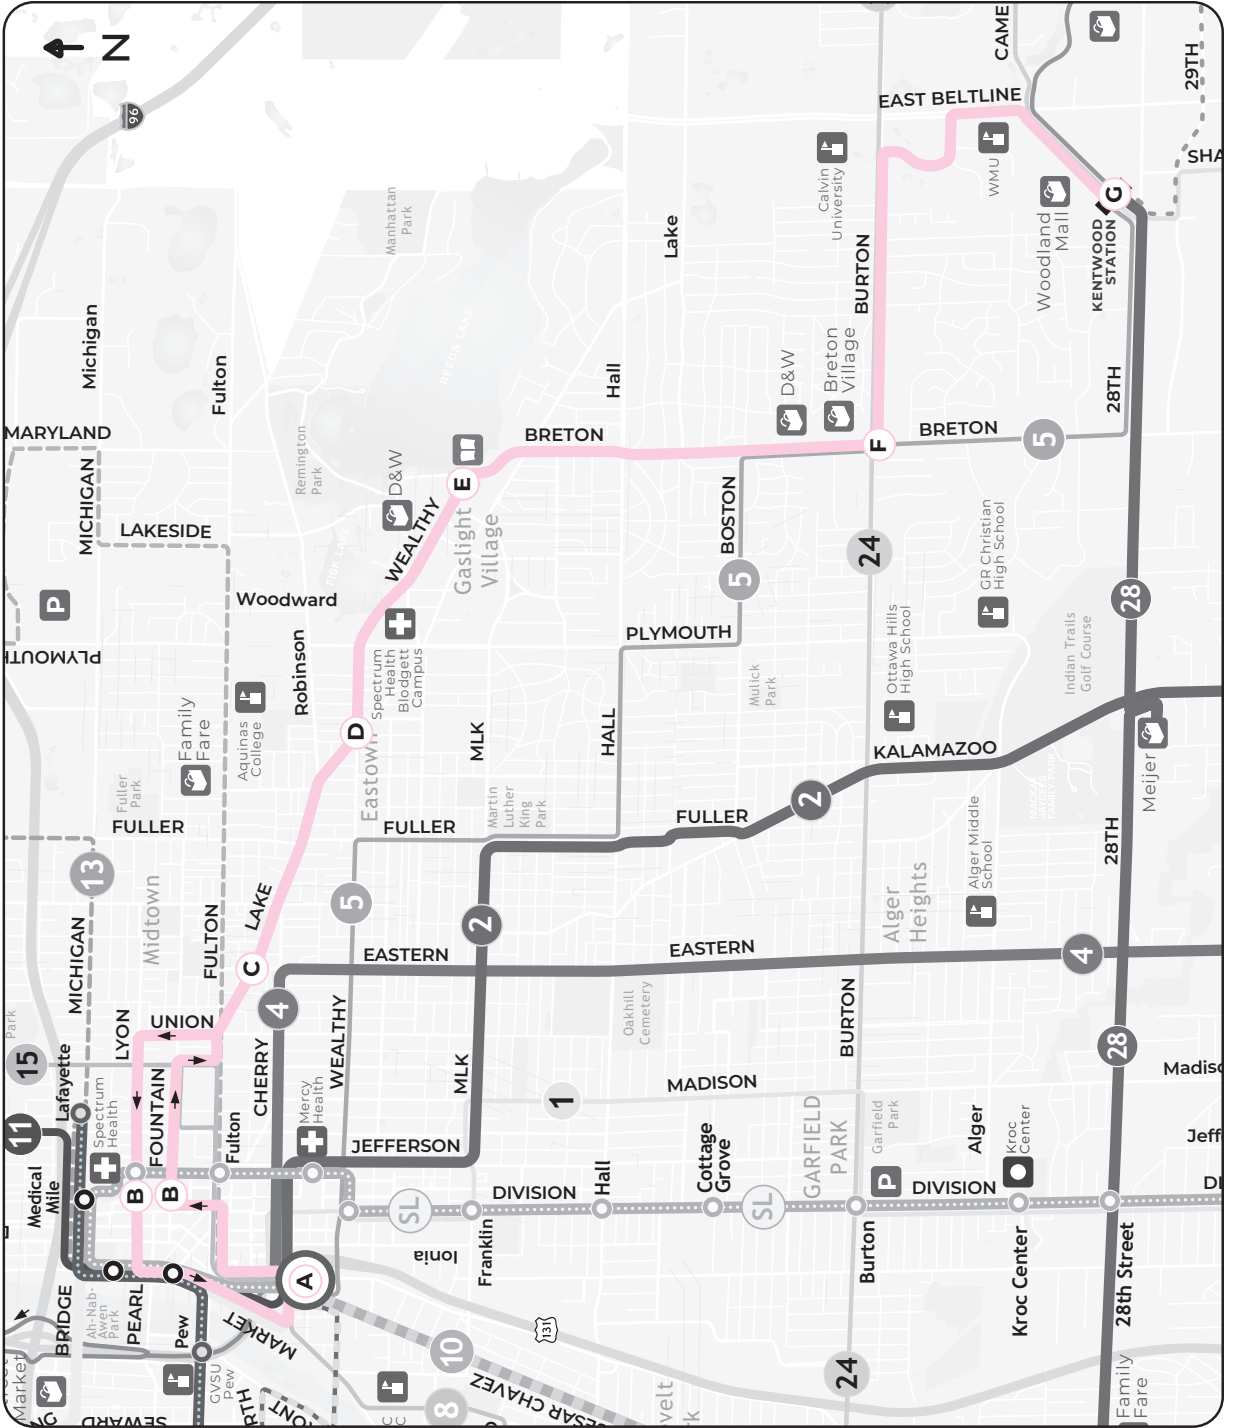 N
96
CAME
29TH
EAST BELTLINE
SHA
WMU
Calvin
University
Woodland
Mall
G
KENTWOOD
STATION
Manhattan
Park
Lake
BURTON
Michigan
Fulton
REEDS LAKE
Hall
D&W
Breton
Village
28TH
MARYLAND
MICHIGAN
LAKESIDE
Remington
Park
D&W
E
BRETON
F
BRETON
5
WEALTHY
Gaslight
Village
BOSTON
FISK LAKE
5
24
GR Christian
High School
28
P
Woodward
PLYMOUTH
PLYMOUTH
Robinson
Spectrum
Health
Blodgett
Campus
Mulick
Park
Ottawa Hills
High School
Indian Trails
Golf Course
Family
Fare
Aquinas
College
D
Eastown
MLK
HALL
KALAMAZOO
Meijer
Fuller
Park
FULLER
FULLER
Martin
Luther
King
Park
FULLER
2
Alger Middle
School
28TH
13
Midtown
LAKE
5
2
Alger
Heights
MICHIGAN
FULTON
C
EASTERN
EASTERN
4
Park
15
LYON
UNION
4
WEALTHY
Oakhill
Cemetery
BURTON
28
Lafayette
Spectrum
Health
FOUNTAIN
CHERRY
Mercy
Health
MLK
1
MADISON
Madiso
11
Medical
Mile
Fulton
JEFFERSON
GARFIELD
PARK
Garfield
Park
Alger
Kroc
Center
Jeff
B
B
SL
DIVISION
Hall
Cottage
Grove
SL
P
DIVISION
DI
Ionia
Franklin
Burton
Kroc Center
28th Street
A
BRIDGE
Ah-Nab-
Awen
Park
PEARL
Pew
MARKET
131
10
24
Market
GVSU
Pew
CESAR CHAVEZ
8
SEWARD
Family
Fare